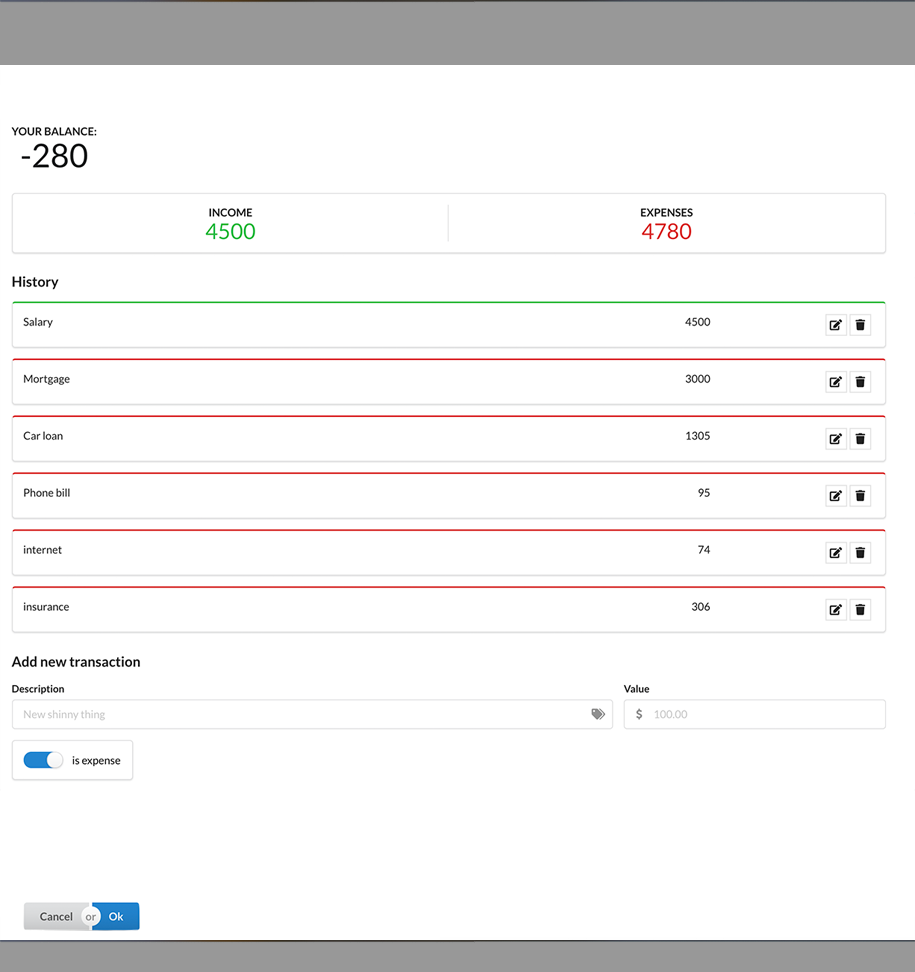 YOUR BALANCE:
-280
INCOME
4500
EXPENSES
4780
History
Salary 4500
Mortgage 3000
Car loan 1305
Phone bill 95
internet 74
insurance 306
Add new transaction
Description
New shinny thing
Value
$ 100.00
is expense
Cancel or Ok